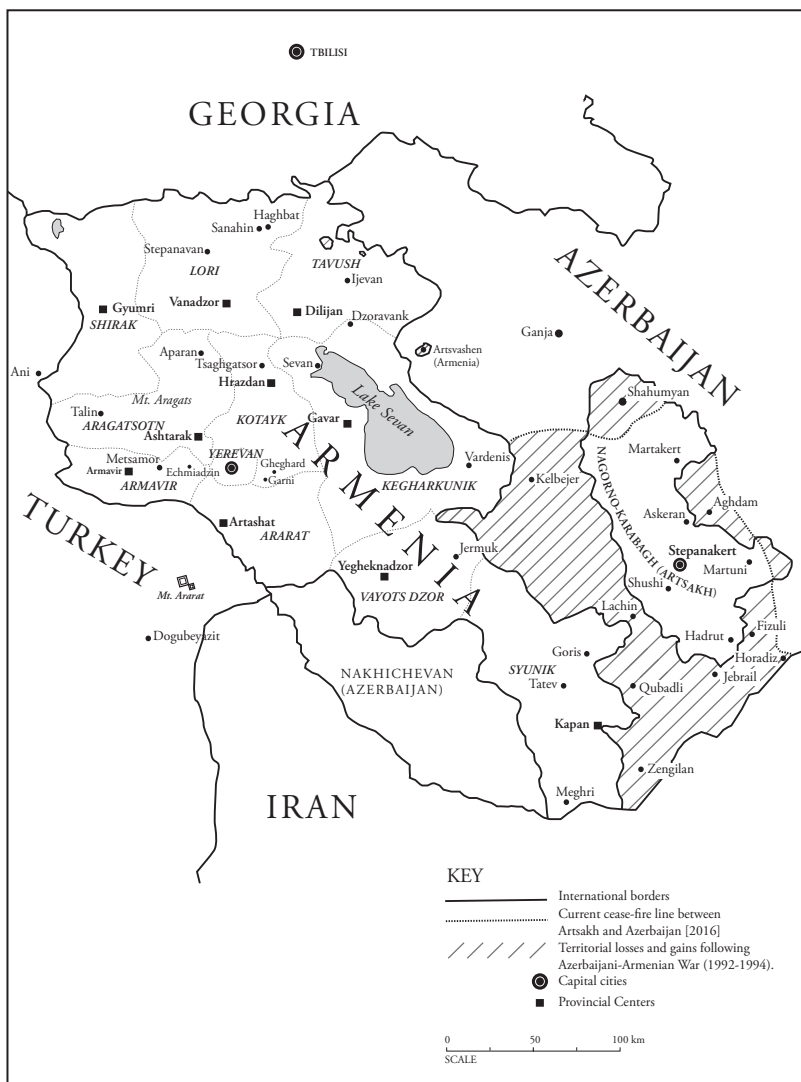 TBILISI
GEORGIA
Haghbat
Sanahin
Stepanavan
LORI
TAVUSH
Ijevan
AZERBAIJAN
Gyumri
SHIRAK
Vanadzor
Dilijan
Dzoravank
Ganja
Artsvashen
(Armenia)
Ani
Aparan
Tsaghgatsor
Sevan
Hrazdan
Lake Sevan
Shahumyan
Mt. Aragats
Talin
ARAGATSOTN
KOTAYK
Gavar
Ashtarak
YEREVAN
ARMENIA
Martakert
Metsamor
Armavir
Echmiadzin
Gheghard
Garni
ARMAVIR
Vardenis
KEGHARKUNIK
Kelbejer
NAGORNO-KARABAGH (ARTSAKH)
Aghdam
Askeran
TURKEY
Artashat
ARARAT
Jermuk
Stepanakert
Martuni
Yegheknadzor
Shushi
Mt. Ararat
VAYOTS DZOR
Lachin
Fizuli
Dogubeyazit
Hadrut
Goris
Horadiz
NAKHICHEVAN
(AZERBAIJAN)
SYUNIK
Tatev
Qubadli
Jebrail
Kapan
Zengilan
IRAN
Meghri
KEY
International borders
Current cease-fire line between
Artsakh and Azerbaijan [2016]
Territorial losses and gains following
Azerbaijani-Armenian War (1992-1994).
Capital cities
Provincial Centers
0 50 100 km
SCALE